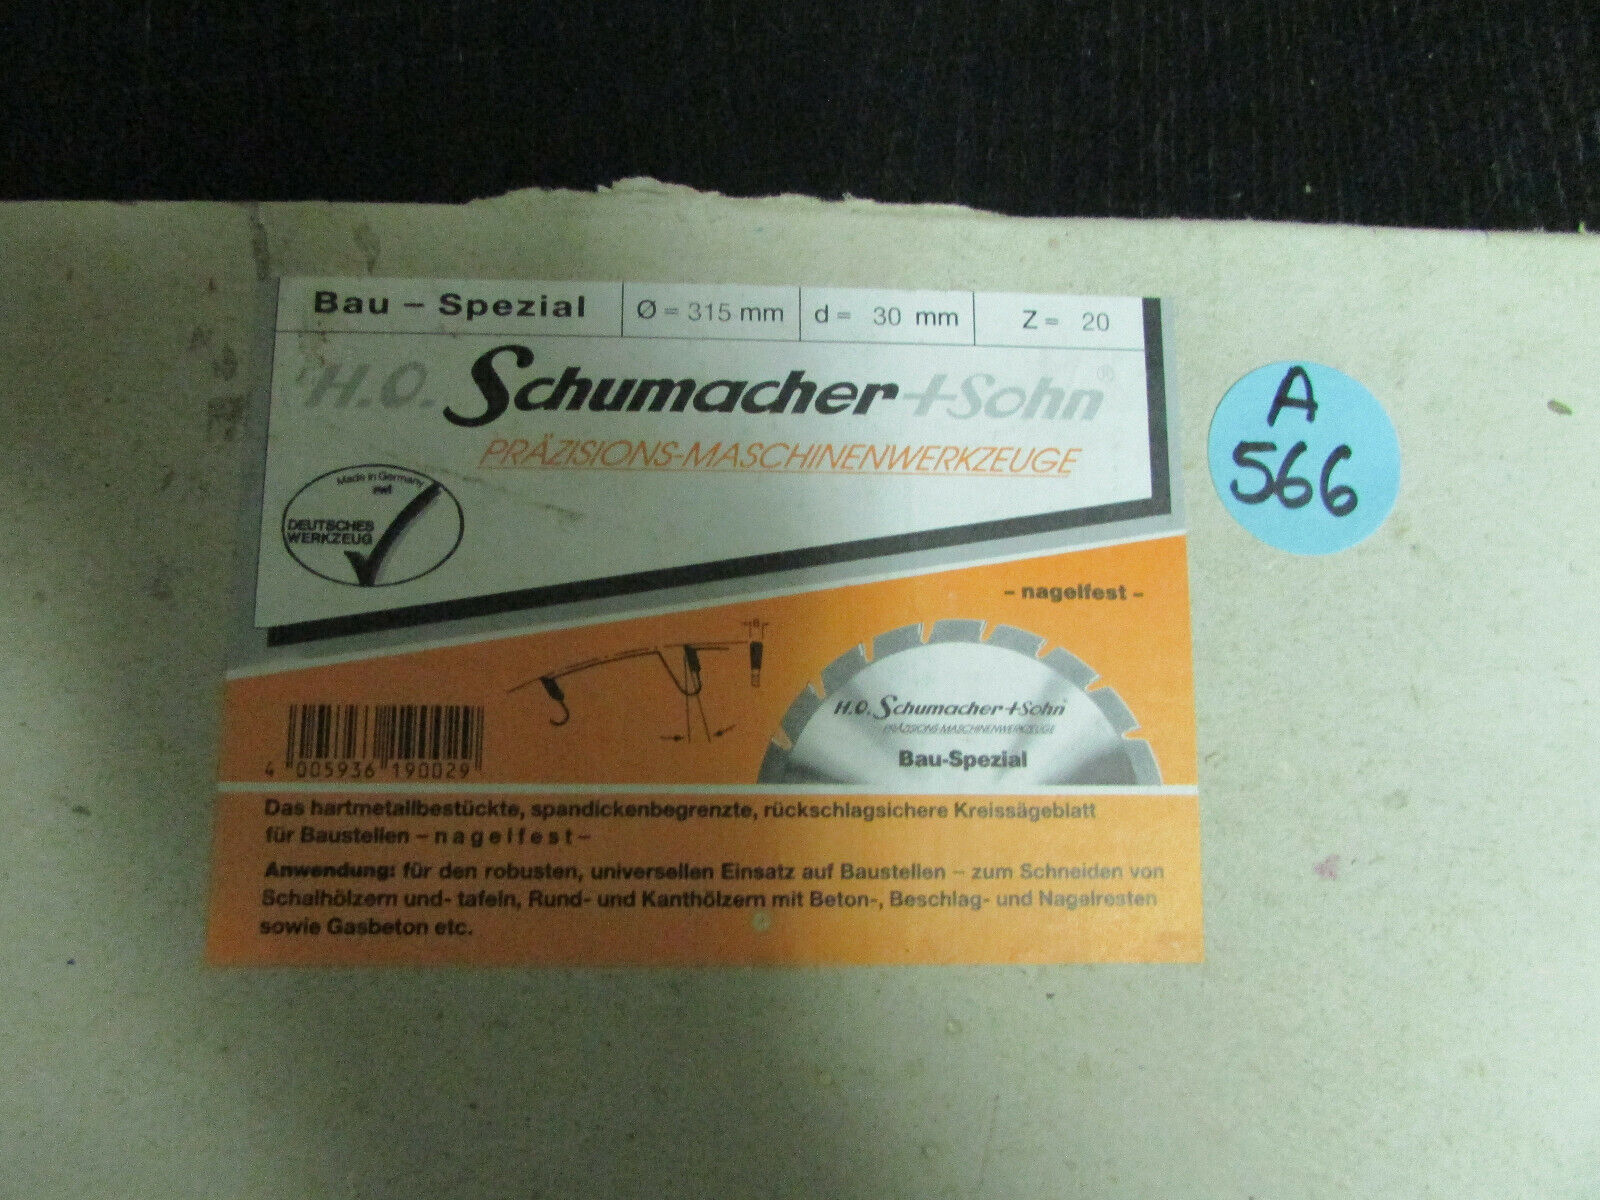 Bau – Spezial
Ø = 315 mm
d = 30 mm
Z = 20
H.O. Schumacher + Sohn ®
PRÄZISIONS-MASCHINENWERKZEUGE
Made in Germany
DEUTSCHES
WERKZEUG
A
566
– nagelfest –
B
H.O. Schumacher + Sohn
PRÄZISIONS-MASCHINENWERKZEUGE
Bau-Spezial
4 005936 190029
Das hartmetallbestückte, spandickenbegrenzte, rückschlagsichere Kreissägeblatt
für Baustellen – nagelfest –
Anwendung: für den robusten, universellen Einsatz auf Baustellen – zum Schneiden von
Schalhölzern und- tafeln, Rund- und Kanthölzern mit Beton-, Beschlag- und Nagelresten
sowie Gasbeton etc.